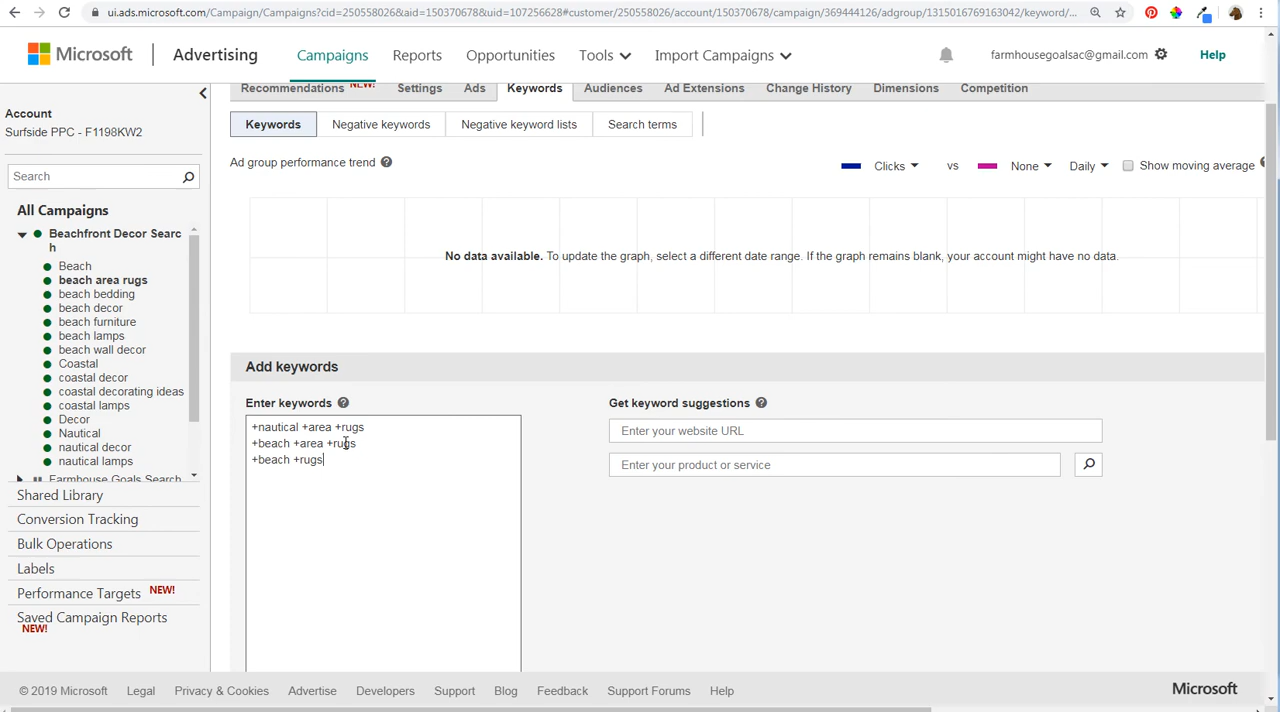 ui.ads.microsoft.com/Campaign/Campaigns?cid=250558026&aid=150370678&uid=107256628#customer/250558026/account/150370678/campaign/369444126/adgroup/1315016769163042/keyword/...
Microsoft
Advertising
Campaigns
Reports
Opportunities
Tools
Import Campaigns
farmhousegoalsac@gmail.com
Help
Recommendations NEW!
Settings
Ads
Keywords
Audiences
Ad Extensions
Change History
Dimensions
Competition
Account
Surfside PPC - F1198KW2
Search
All Campaigns
Beachfront Decor Searc
h
Beach
beach area rugs
beach bedding
beach decor
beach furniture
beach lamps
beach wall decor
Coastal
coastal decor
coastal decorating ideas
coastal lamps
Decor
Nautical
nautical decor
nautical lamps
Farmhouse Goals Search
Shared Library
Conversion Tracking
Bulk Operations
Labels
Performance Targets NEW!
Saved Campaign Reports
NEW!
Keywords
Negative keywords
Negative keyword lists
Search terms
Ad group performance trend ?
Clicks
vs
None
Daily
Show moving average ?
No data available. To update the graph, select a different date range. If the graph remains blank, your account might have no data.
Add keywords
Enter keywords ?
+nautical +area +rugs
+beach +area +rugs
+beach +rugs
Get keyword suggestions ?
Enter your website URL
Enter your product or service
© 2019 Microsoft
Legal
Privacy & Cookies
Advertise
Developers
Support
Blog
Feedback
Support Forums
Help
Microsoft